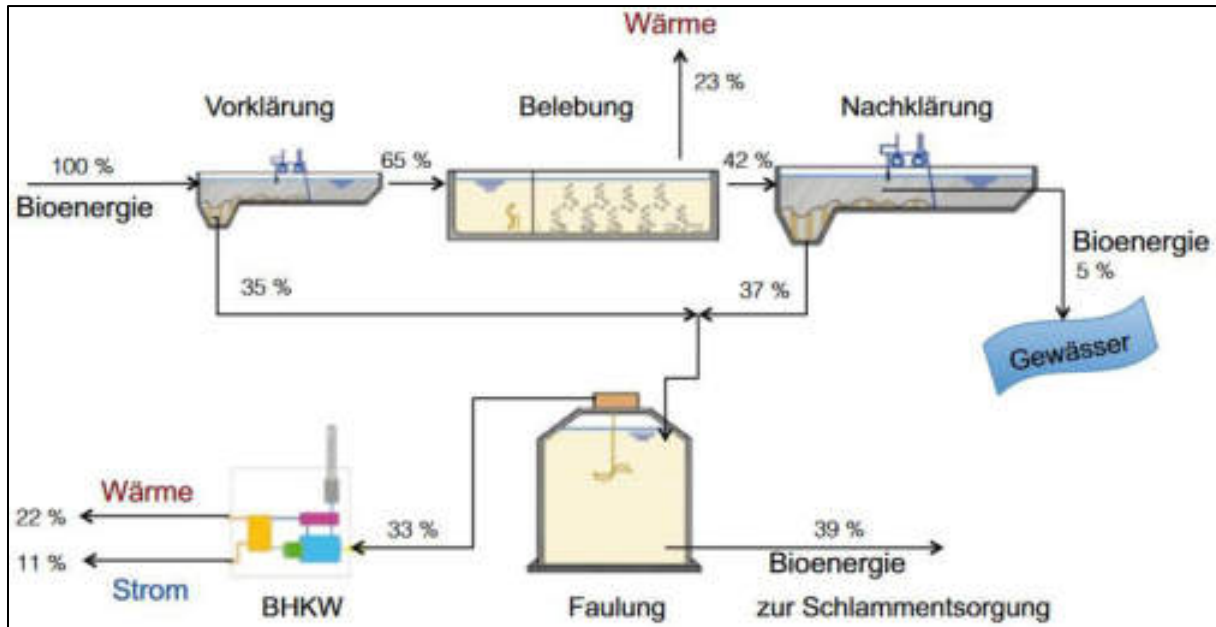 Wärme
23 %
Vorklärung
Belebung
Nachklärung
100 %
65 %
42 %
Bioenergie
Bioenergie
5 %
35 %
37 %
Gewässer
Wärme
22 %
33 %
39 %
11 %
Bioenergie
Strom
BHKW
Faulung
zur Schlammentsorgung